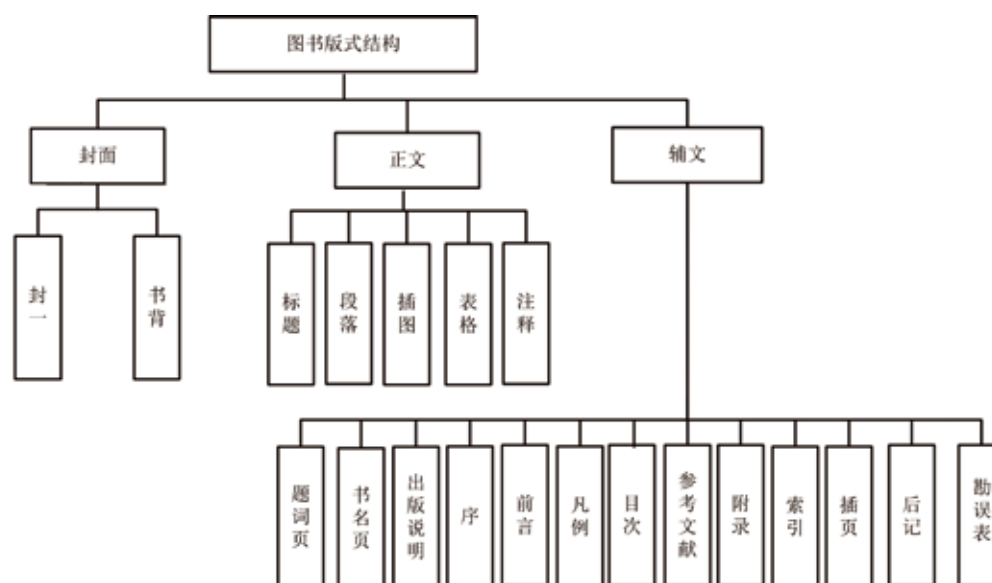 图书版式结构
封面
正文
辅文
封一
书背
标题
段落
插图
表格
注释
题词页
书名页
出版说明
序
前言
凡例
目次
参考文献
附录
索引
插页
后记
勘误表